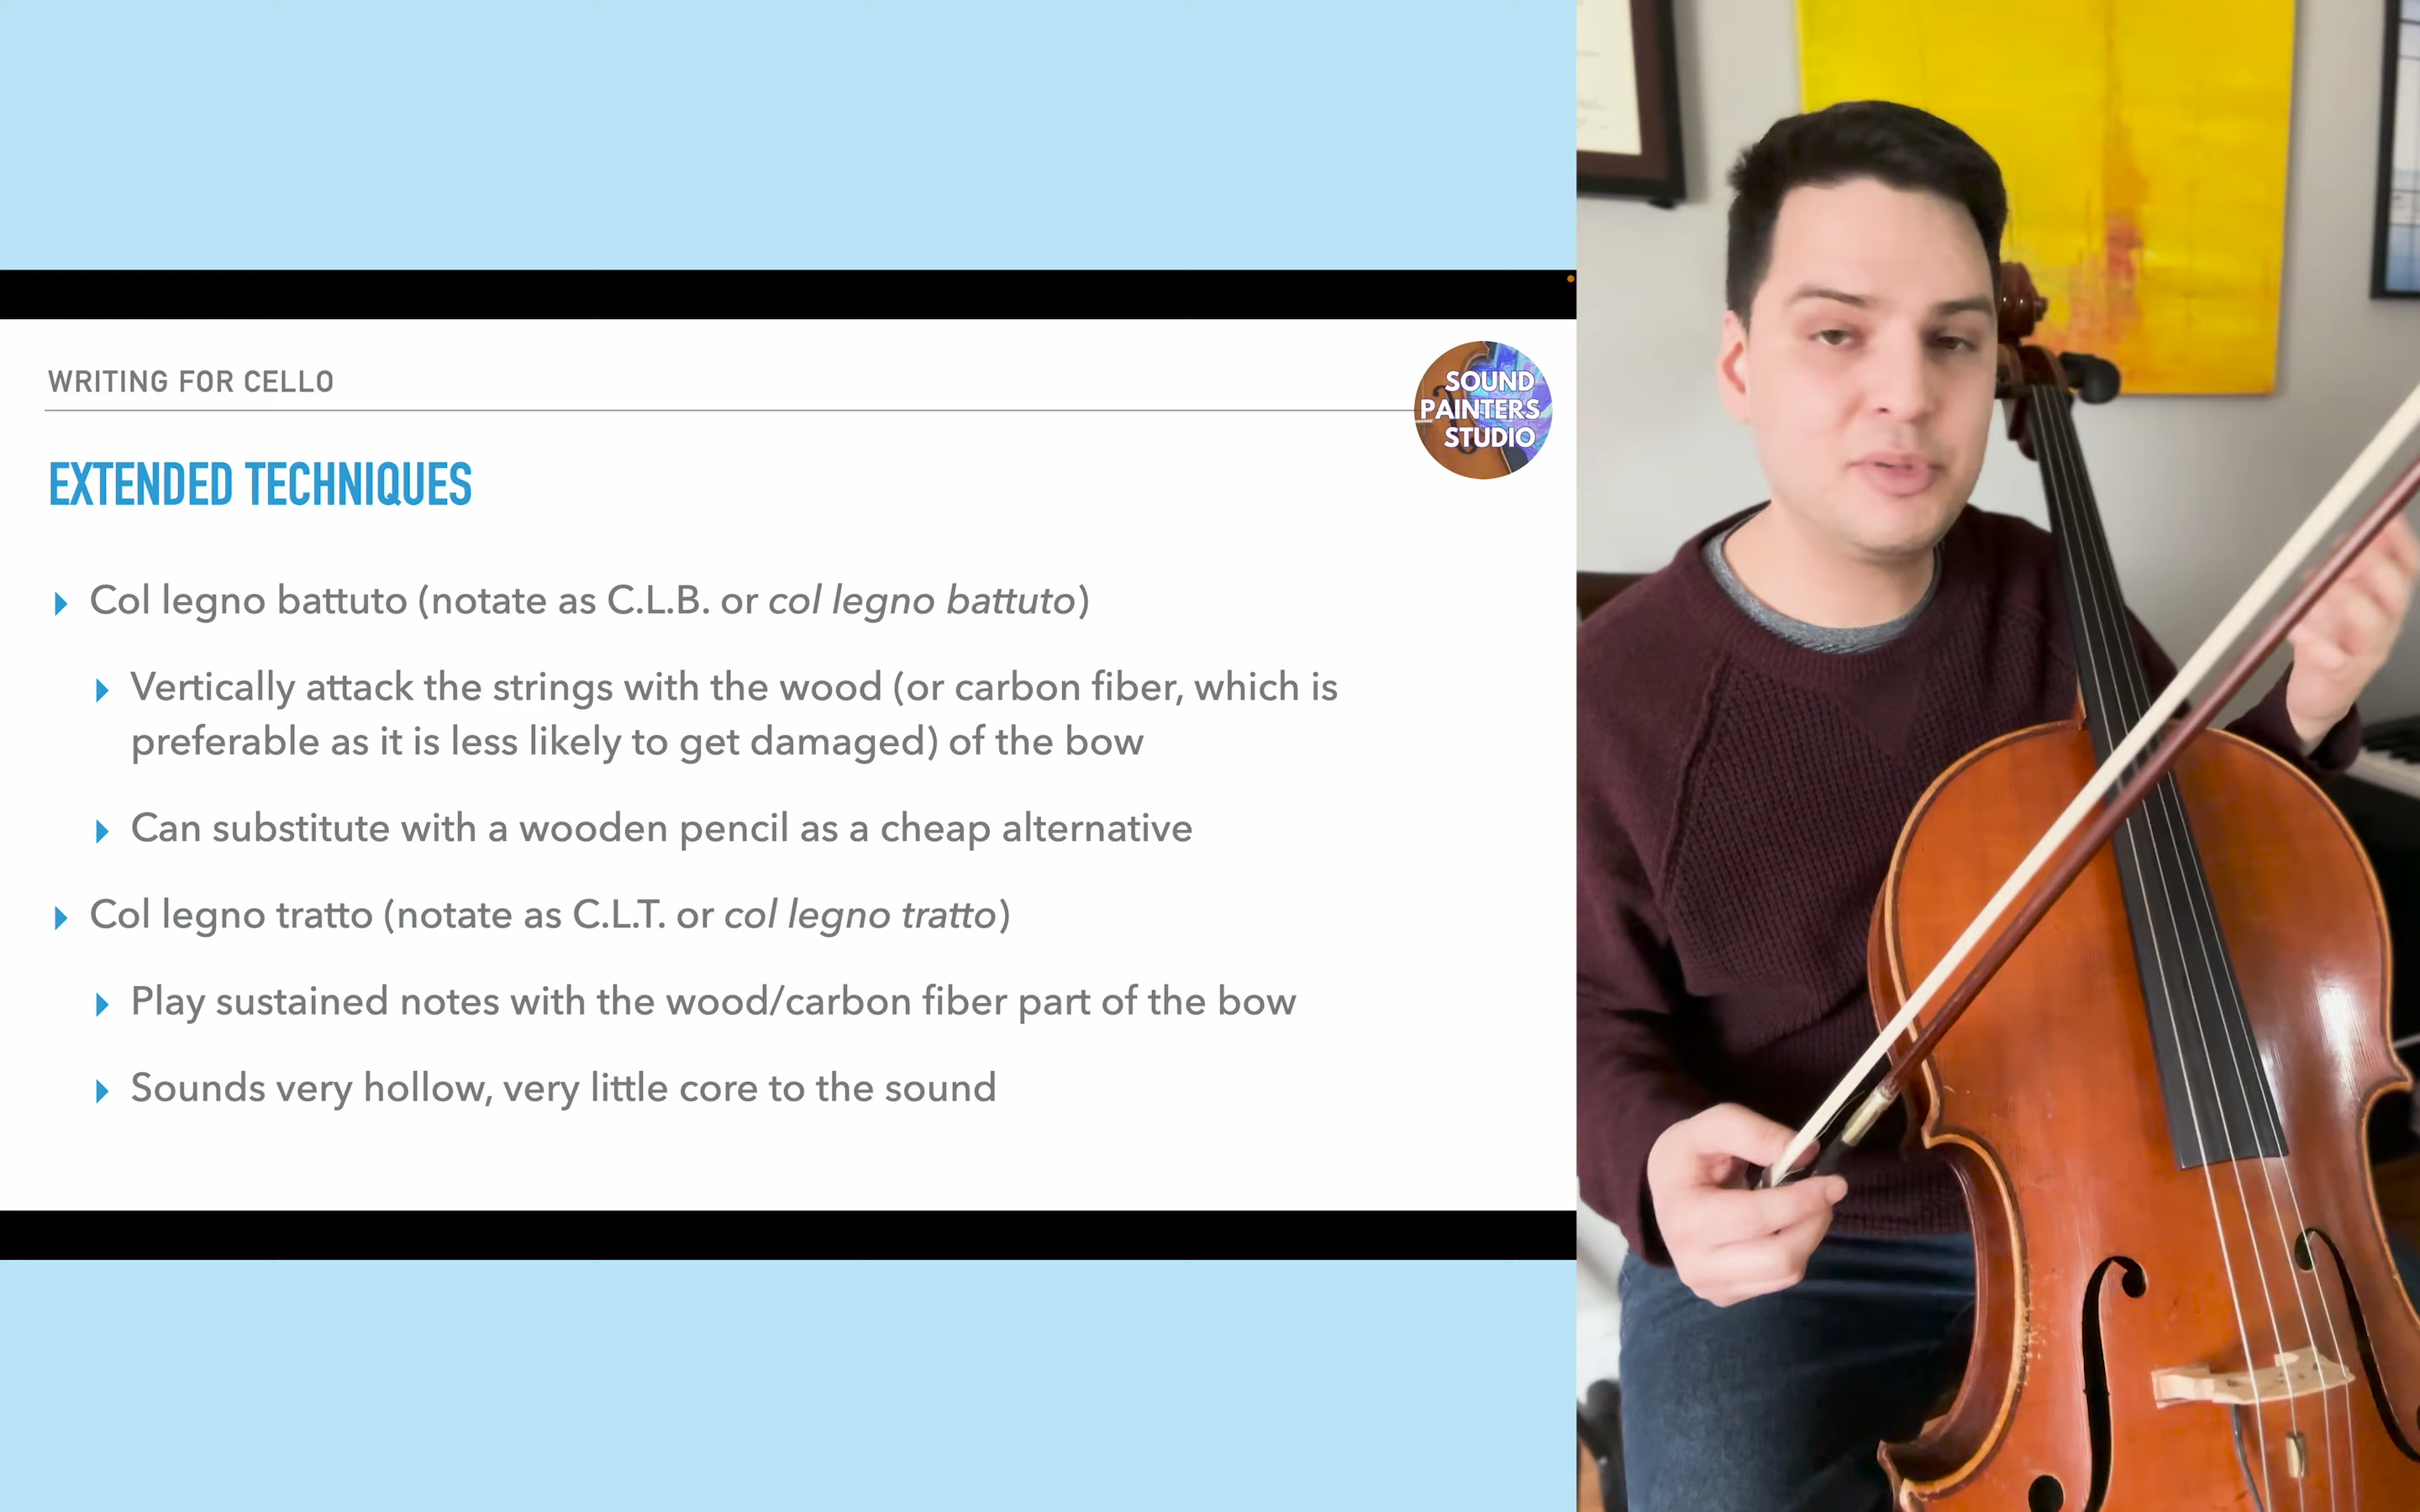 WRITING FOR CELLO
SOUND
PAINTERS
STUDIO
EXTENDED TECHNIQUES
Col legno battuto (notate as C.L.B. or col legno battuto)
Vertically attack the strings with the wood (or carbon fiber, which is
preferable as it is less likely to get damaged) of the bow
Can substitute with a wooden pencil as a cheap alternative
Col legno tratto (notate as C.L.T. or col legno tratto)
Play sustained notes with the wood/carbon fiber part of the bow
Sounds very hollow, very little core to the sound